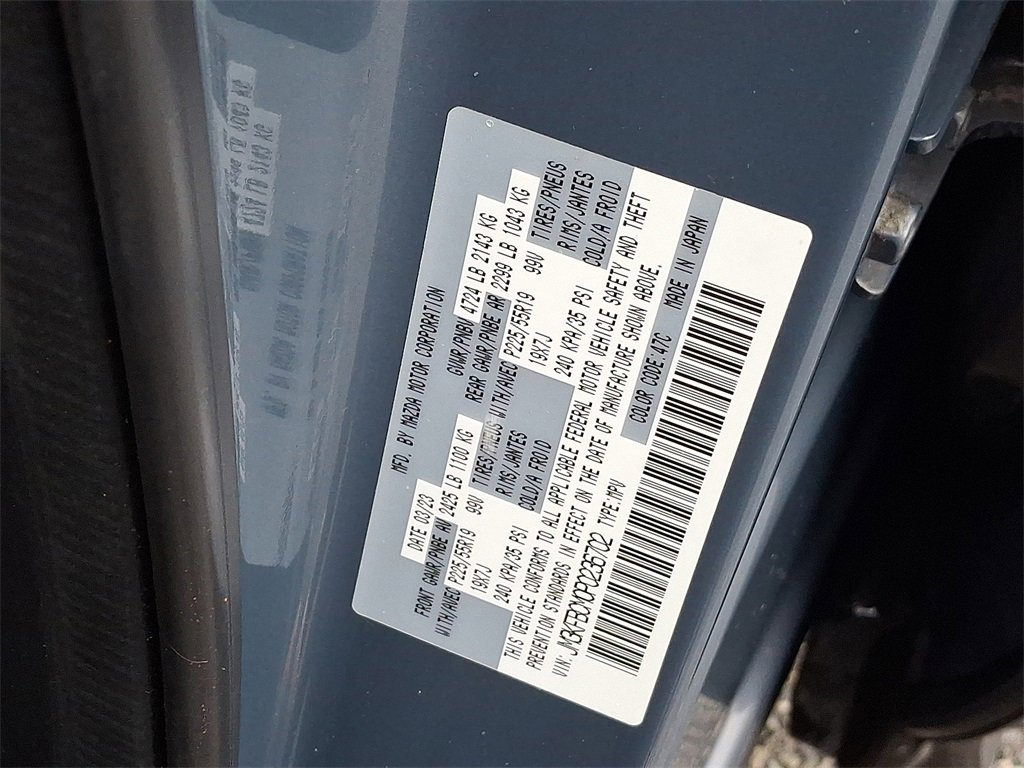 MFD. BY MAZDA MOTOR CORPORATION
DATE 03/23 GVWR/PNBV 4724 LB 2143 KG
FRONT GAWR/PNBE AV 2425 LB 1100 KG REAR GAWR/PNBE AR 2299 LB 1043 KG
WITH/AVEC P225/55R19 99V TIRES/PNEUS WITH/AVEC P225/55R19 99V TIRES/PNEUS
19X7J RIMS/JANTES 19X7J RIMS/JANTES
240 KPA/35 PSI COLD/A FROID 240 KPA/35 PSI COLD/A FROID
THIS VEHICLE CONFORMS TO ALL APPLICABLE FEDERAL MOTOR VEHICLE SAFETY AND THEFT
PREVENTION STANDARDS IN EFFECT ON THE DATE OF MANUFACTURE SHOWN ABOVE.
VIN: TYPE:MPV COLOR CODE:47C MADE IN JAPAN